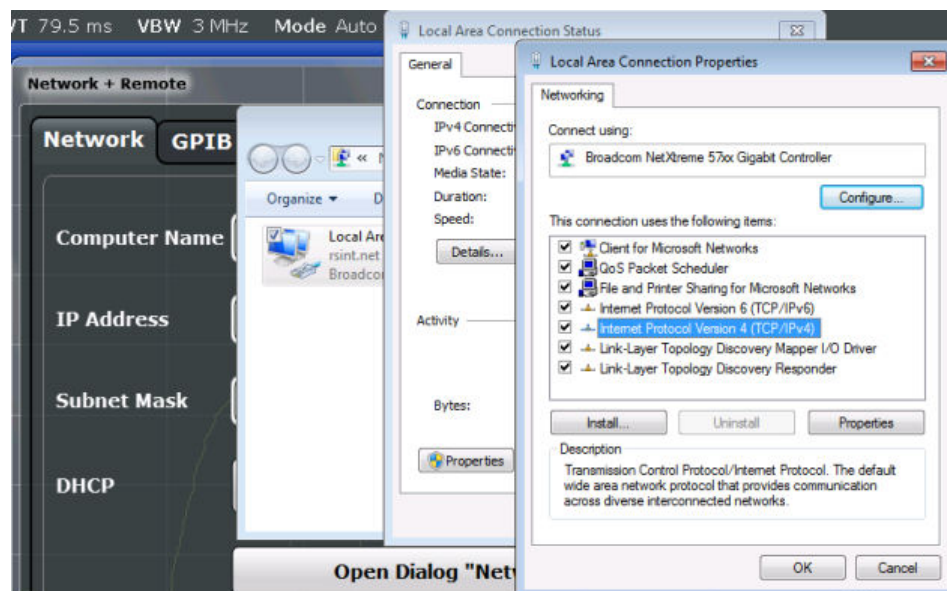 79.5 ms VBW 3 MHz Mode Auto
Network + Remote
Network GPIB
Computer Name
IP Address
Subnet Mask
DHCP
Organize
Local
rsint.net
Open Dialog
Local Area Connection Status
General
Connection
IPv4
IPv6
Media State:
Duration:
Speed:
Details...
Activity
Bytes:
Properties
Local Area Connection Properties
Networking
Connect using:
Broadcom NetXtreme 57xx Gigabit Controller
Configure...
This connection uses the following items:
Client for Microsoft Networks
QoS Packet Scheduler
File and Printer Sharing for Microsoft Networks
Internet Protocol Version 6 (TCP/IPv6)
Internet Protocol Version 4 (TCP/IPv4)
Link-Layer Topology Discovery Mapper I/O Driver
Link-Layer Topology Discovery Responder
Install... Uninstall Properties
Description
Transmission Control Protocol/Internet Protocol. The default
wide area network protocol that provides communication
across diverse interconnected networks.
OK Cancel